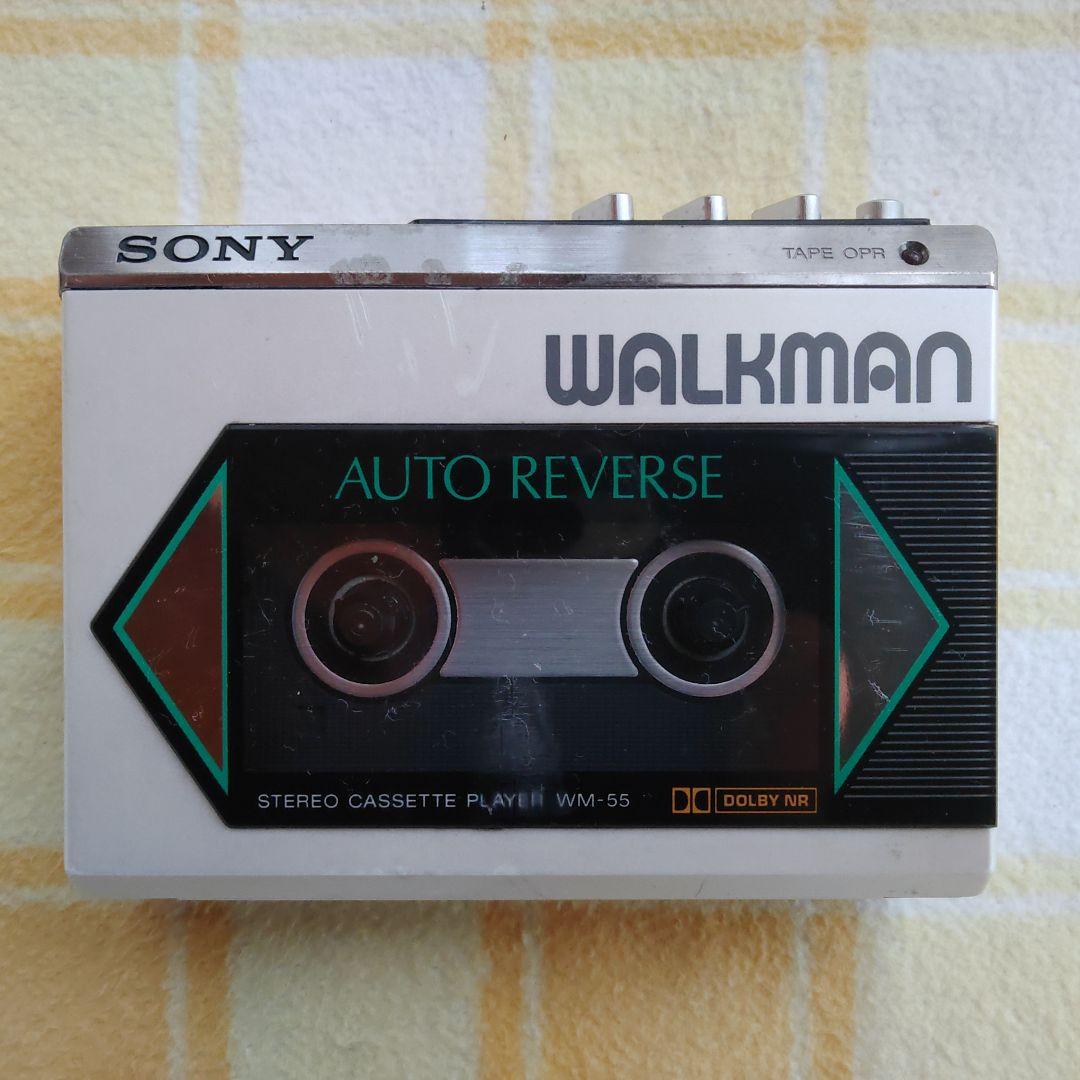 SONY
TAPE OPR
WALKMAN
AUTO REVERSE
STEREO CASSETTE PLAYER WM-55
DOLBY NR